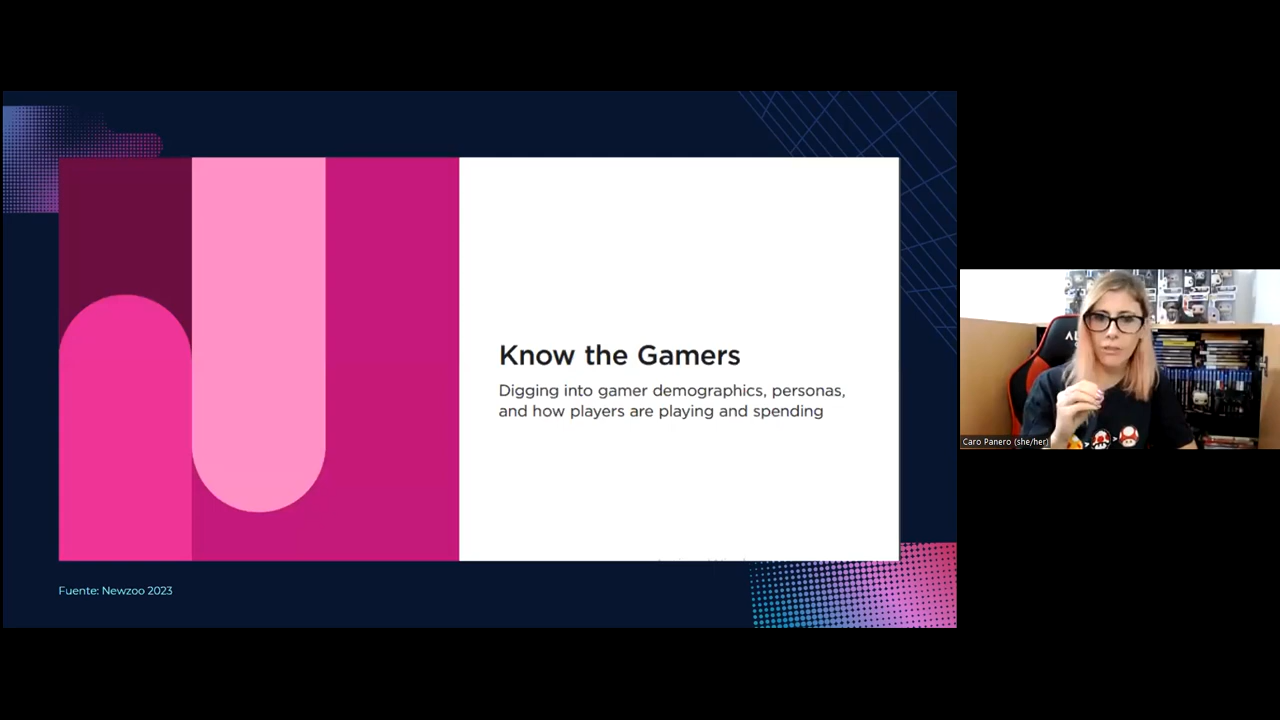 Know the Gamers
Digging into gamer demographics, personas,
and how players are playing and spending
Fuente: Newzoo 2023
Caro Panero (she/her)